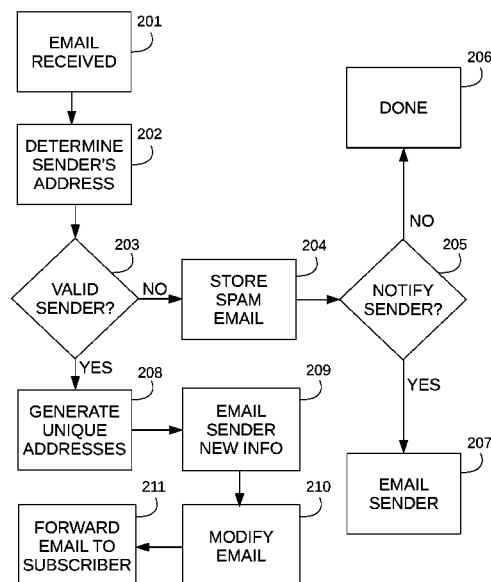 201
EMAIL
RECEIVED
202
DETERMINE
SENDER'S
ADDRESS
203
VALID
SENDER?
NO
YES
204
STORE
SPAM
EMAIL
205
NOTIFY
SENDER?
NO
YES
206
DONE
207
EMAIL
SENDER
208
GENERATE
UNIQUE
ADDRESSES
209
EMAIL
SENDER
NEW INFO
210
MODIFY
EMAIL
211
FORWARD
EMAIL TO
SUBSCRIBER